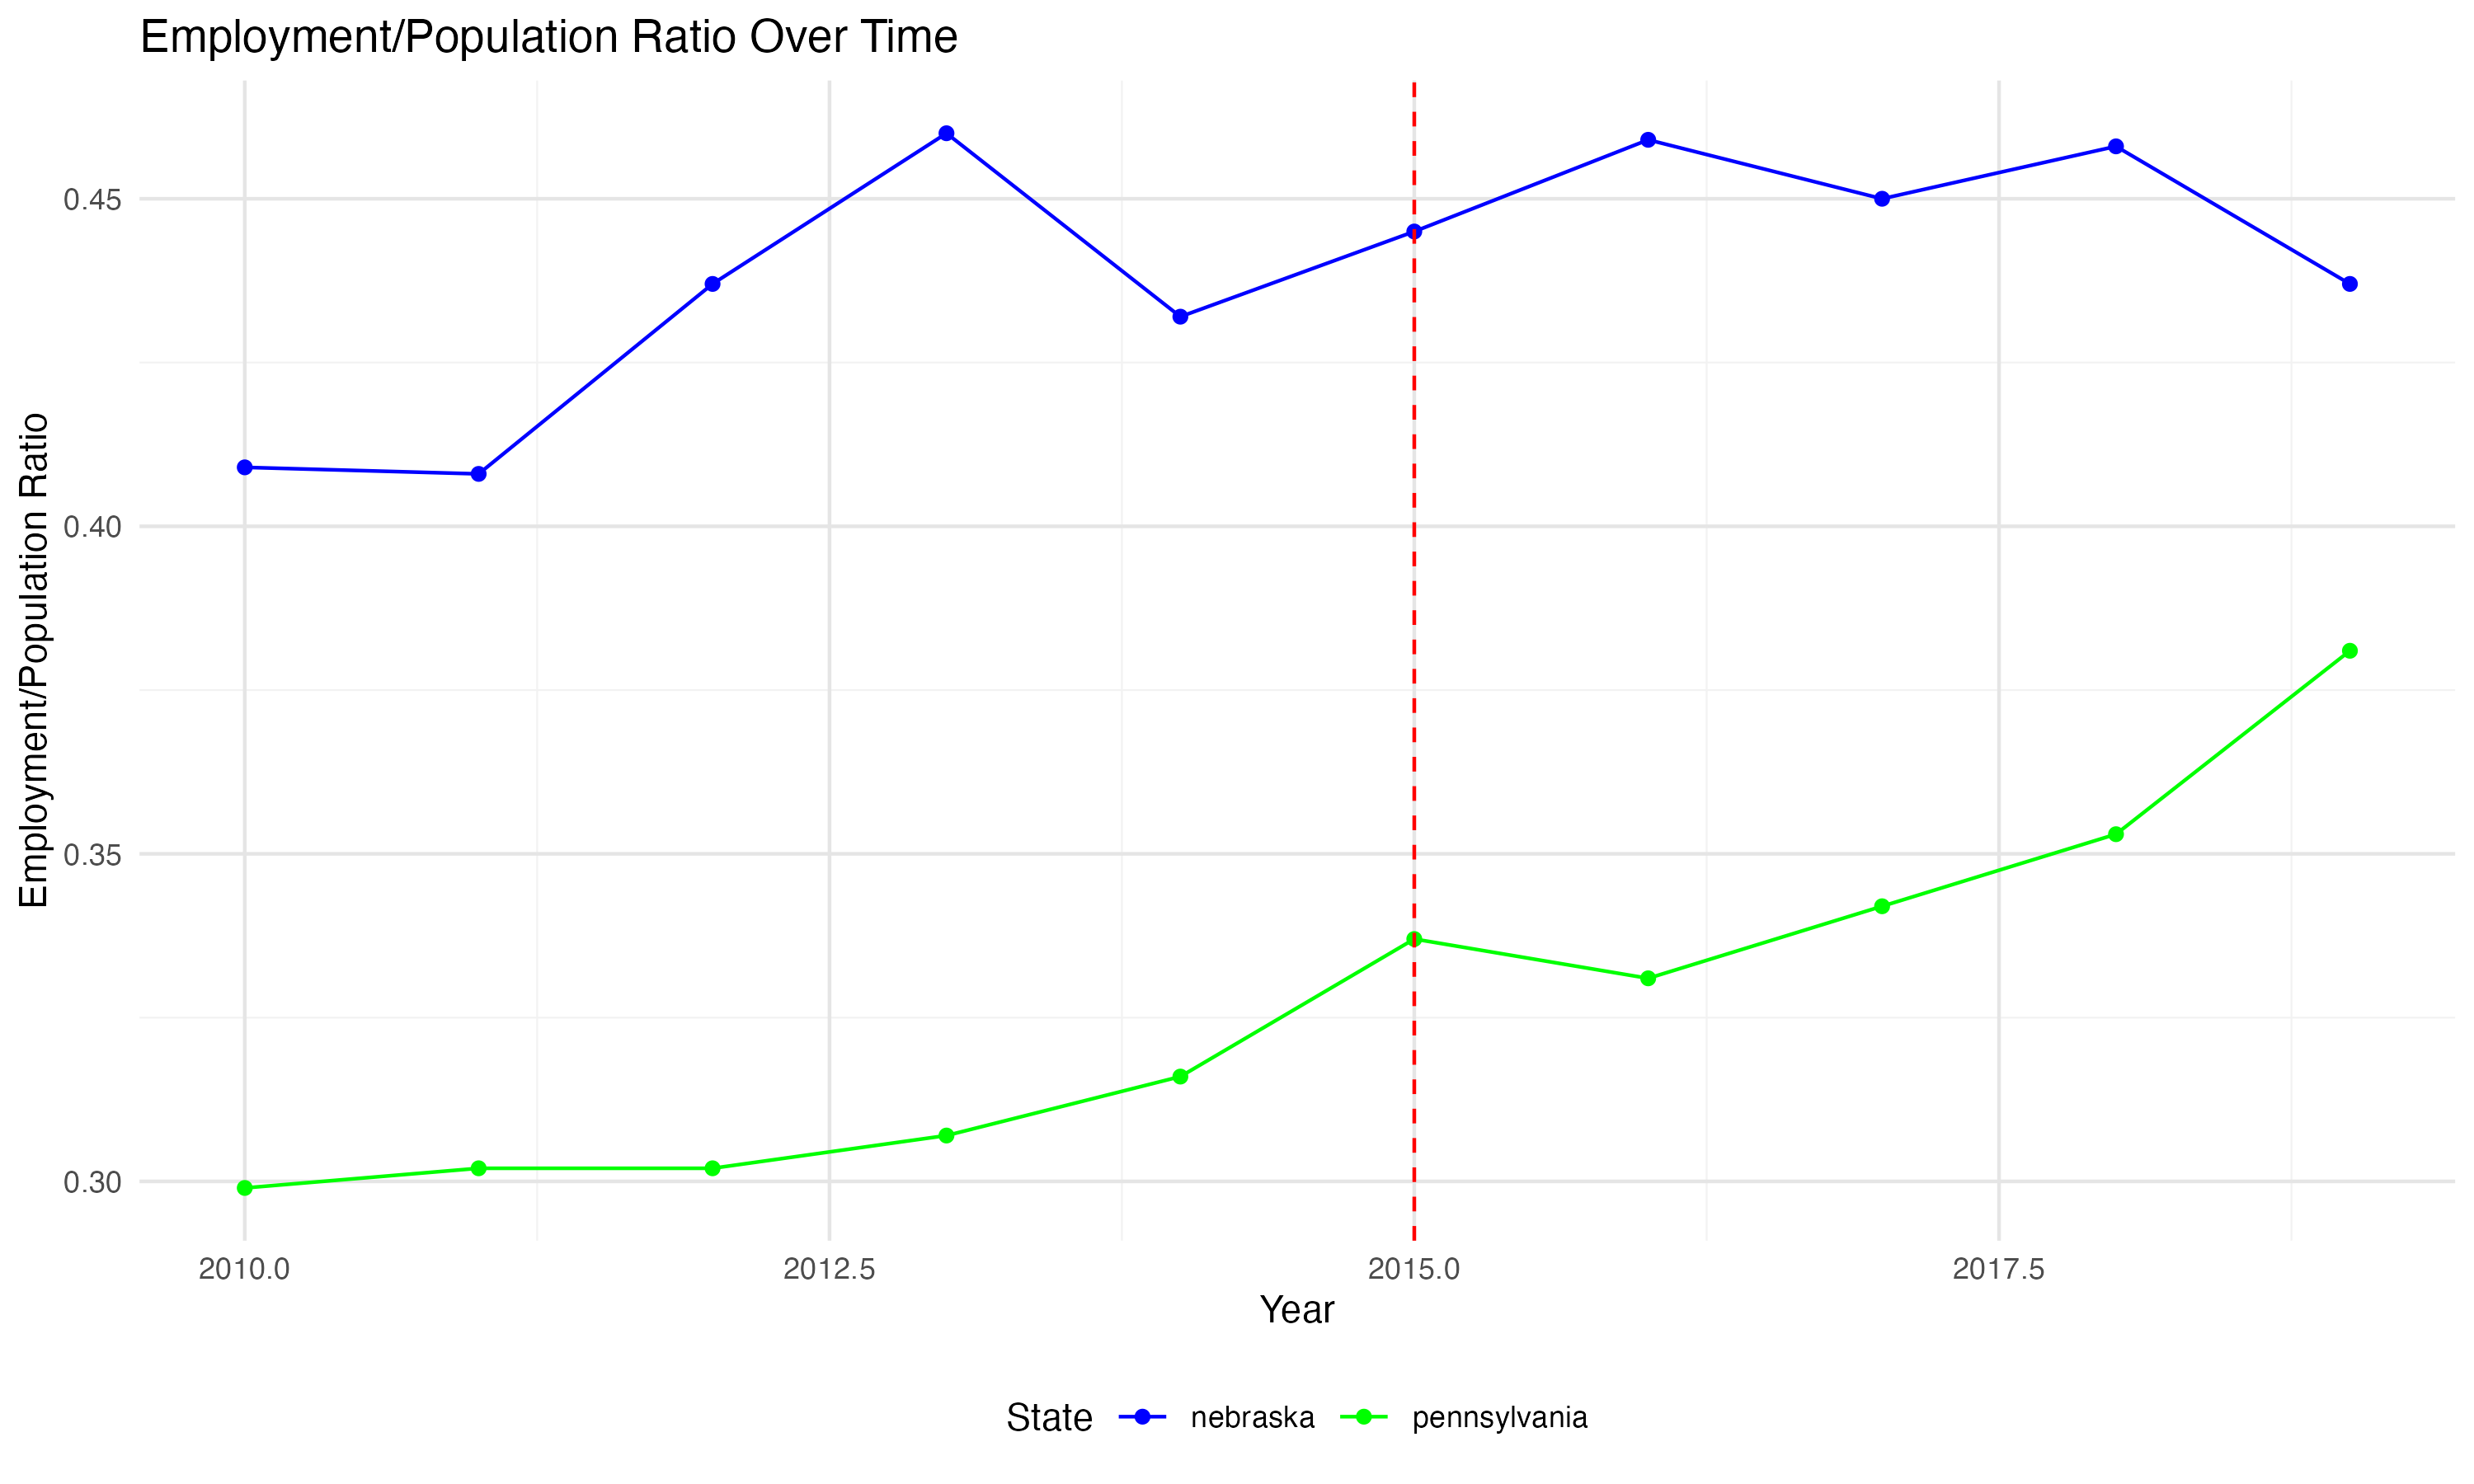 Employment/Population Ratio Over Time
Employment/Population Ratio
0.45
0.40
0.35
0.30
2010.0 2012.5 2015.0 2017.5
Year
State nebraska pennsylvania